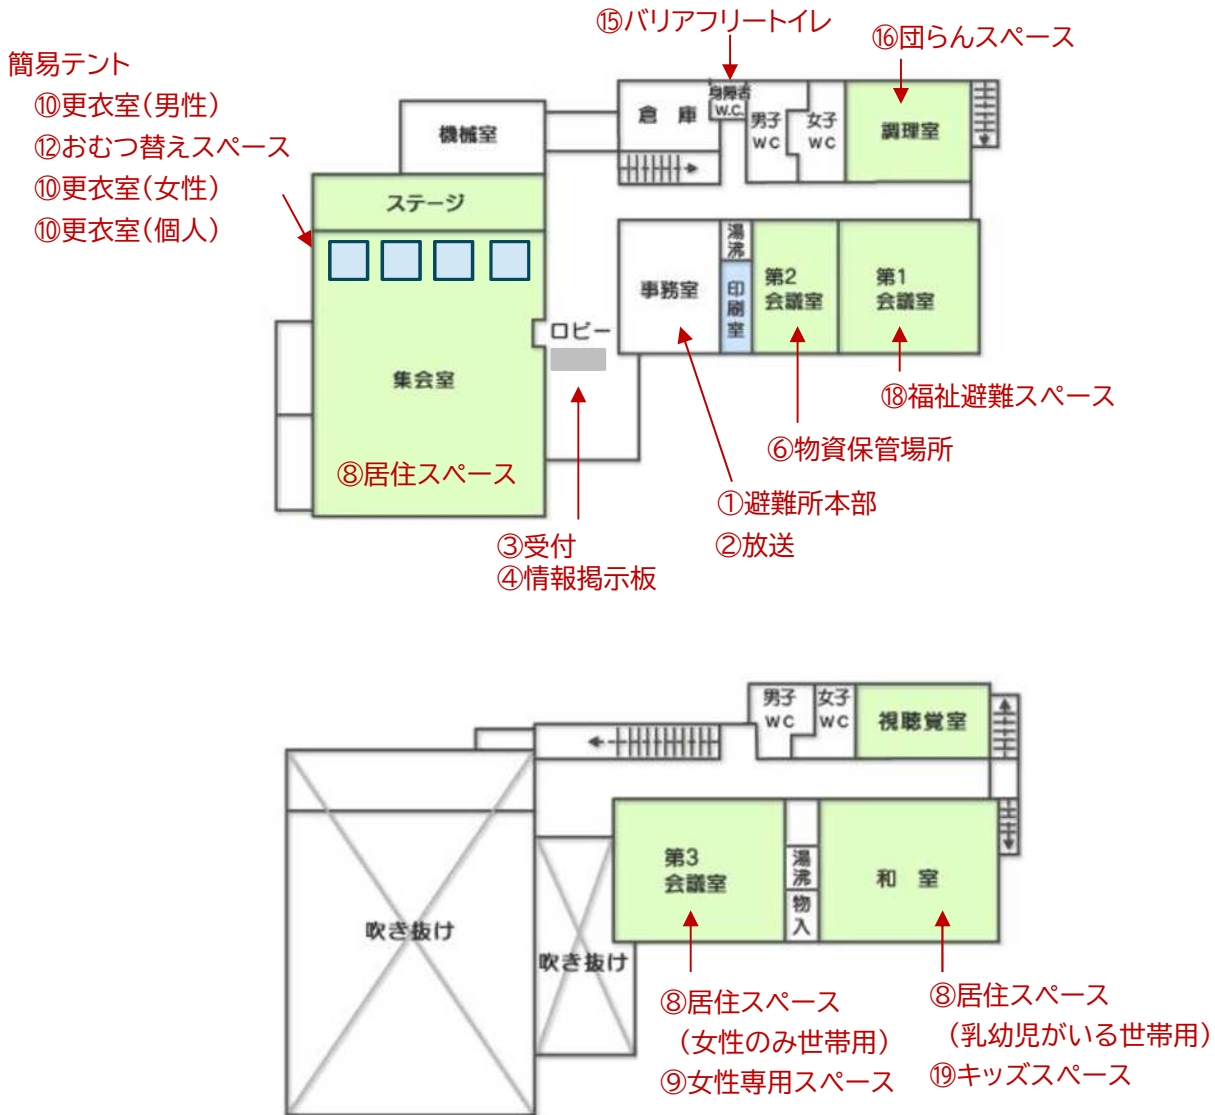 ⑮バリアフリートイレ
⑯団らんスペース
簡易テント
⑩更衣室（男性）
⑫おむつ替えスペース
⑩更衣室（女性）
⑩更衣室（個人）
機械室
倉 庫
身障者
W.C.
男子
WC
女子
WC
調理室
ステージ
事務室
湯沸
印刷室
第2
会議室
第1
会議室
ロビー
集会室
⑧居住スペース
⑱福祉避難スペース
⑥物資保管場所
①避難所本部
②放送
③受付
④情報掲示板
男子
WC
女子
WC
視聴覚室
第3
会議室
湯沸
物入
和 室
吹き抜け
吹き抜け
⑧居住スペース
（女性のみ世帯用）
⑨女性専用スペース
⑧居住スペース
（乳幼児がいる世帯用）
⑲キッズスペース